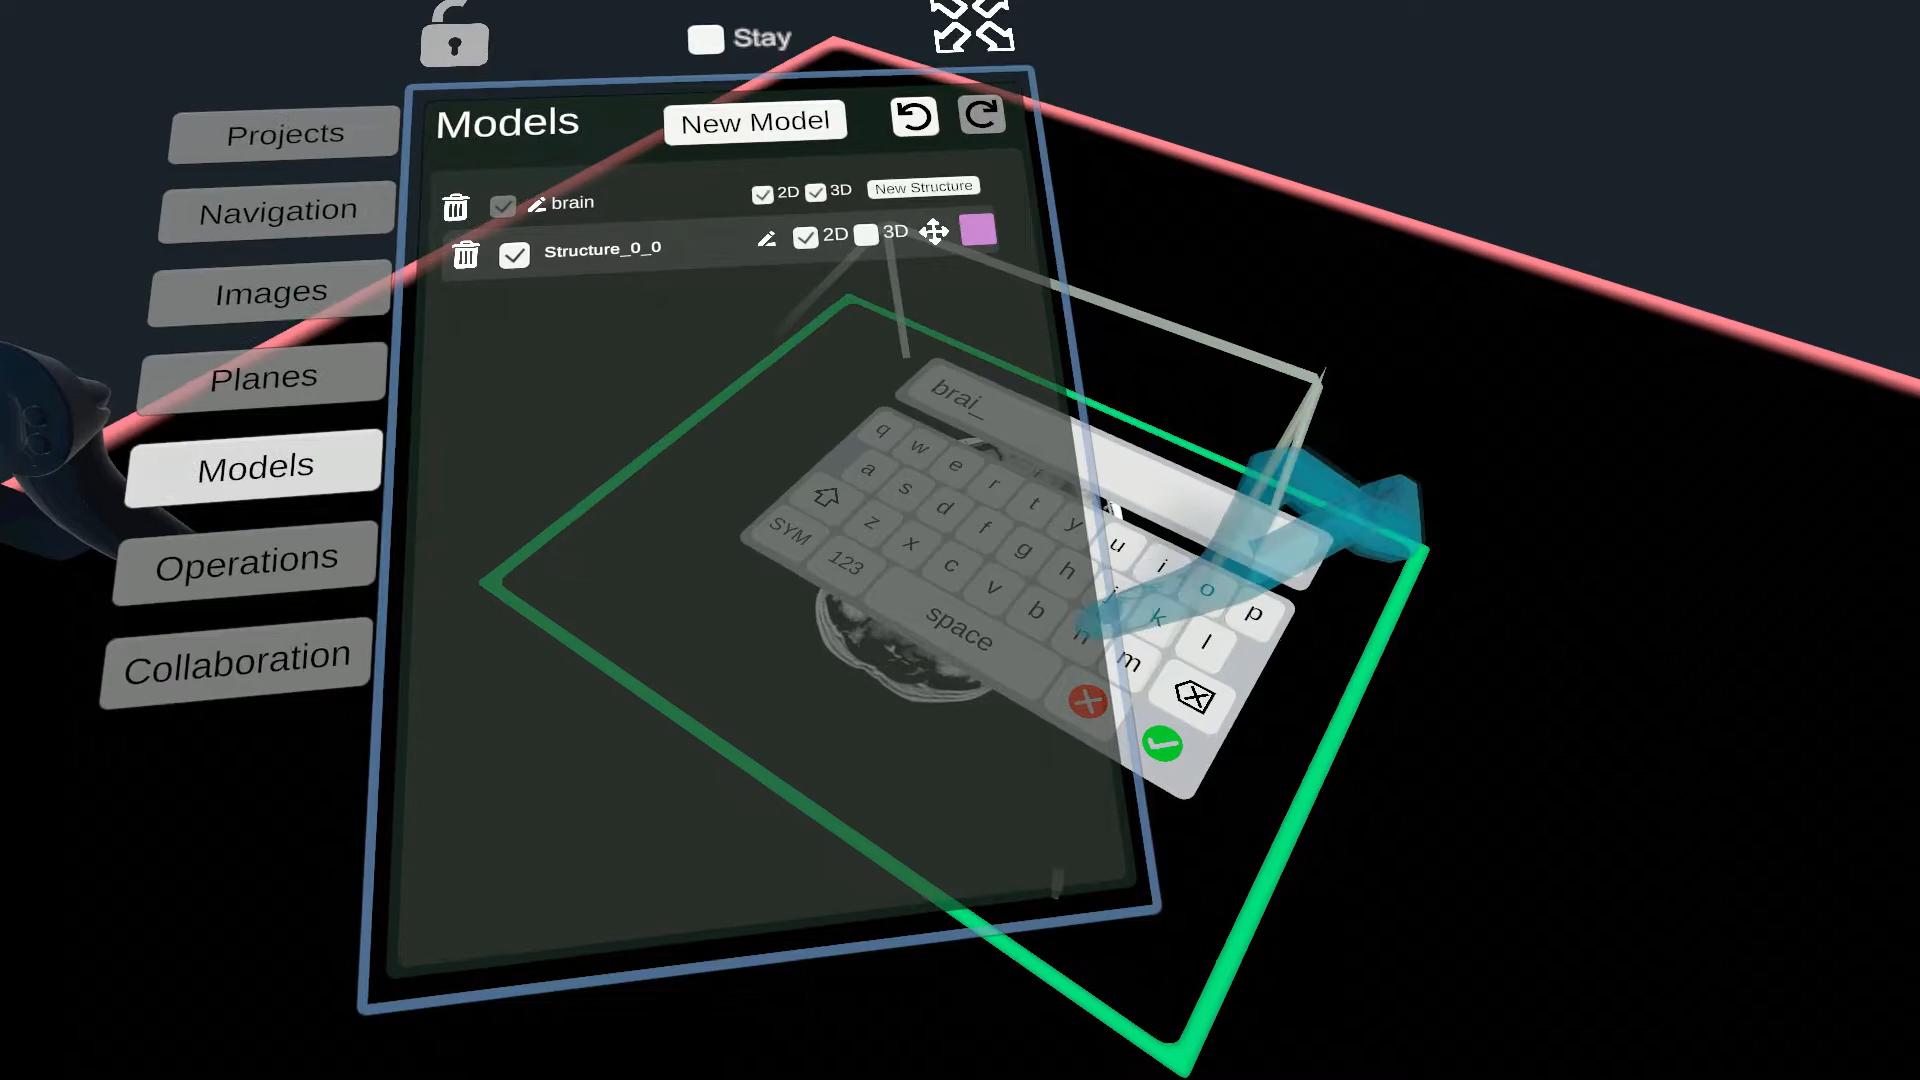 Stay
Projects
Navigation
Images
Planes
Models
Operations
Collaboration
Models
New Model
brain
2D
3D
New Structure
Structure_0_0
2D
3D
brai_
q w e r t y u i o p
a s d f g h j k l
z x c v b n m
SYM 123 space